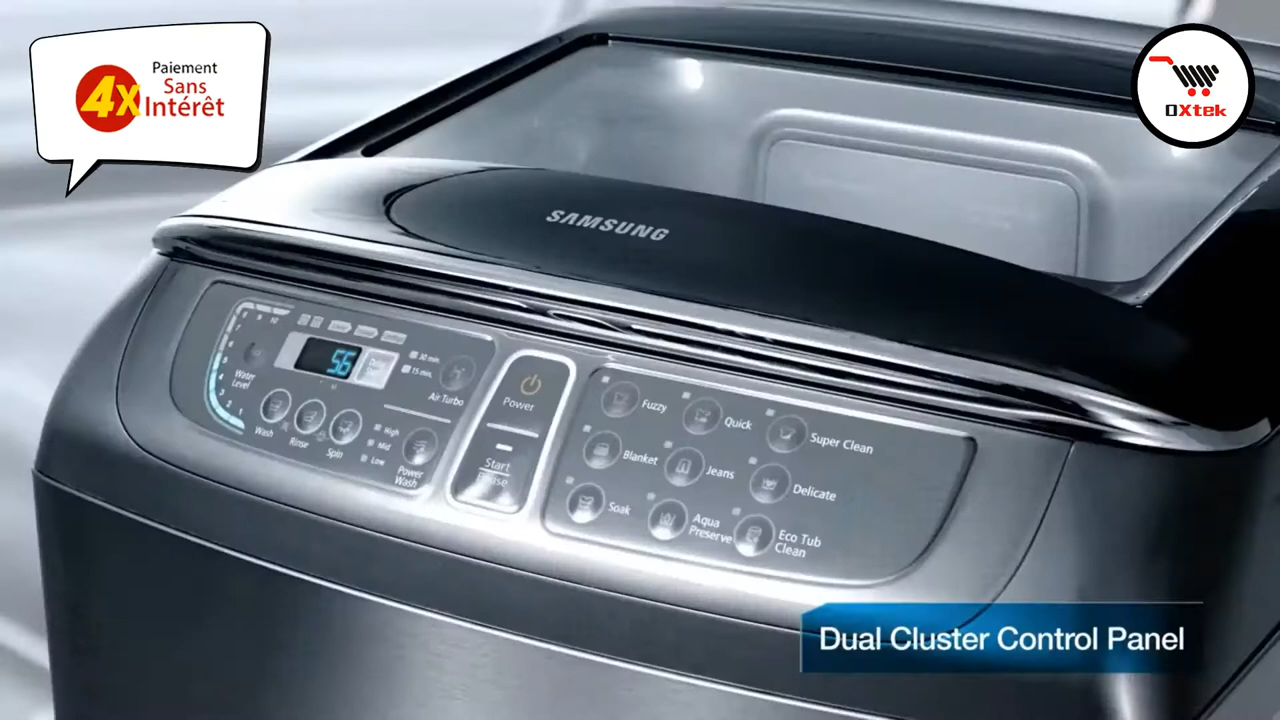 Paiement
Sans
4x Intérêt
OXtek
SAMSUNG
10
56
30 min.
15 min.
Air Turbo
Water
Level
Wash
Rinse
Spin
High
Mid
Low
Power
Wash
Power
Start
Pause
Fuzzy
Quick
Super Clean
Blanket
Jeans
Delicate
Soak
Aqua
Preserve
Eco Tub
Clean
Dual Cluster Control Panel